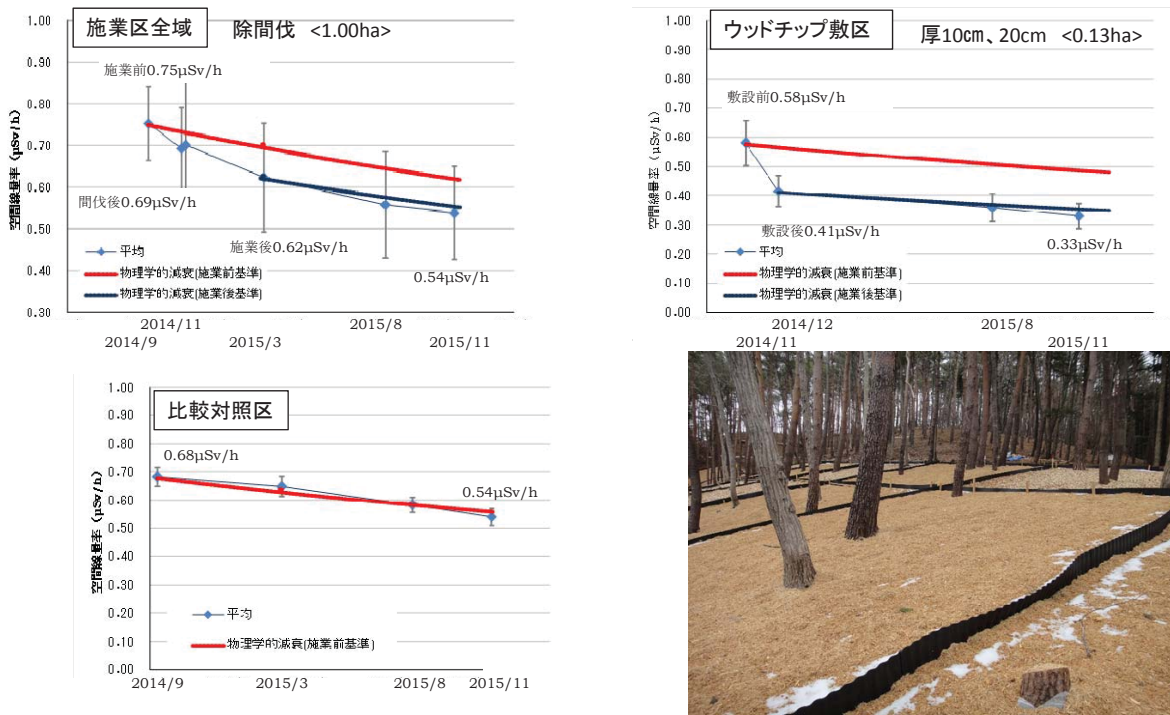 施業区全域 除間伐 <1.00ha>
空間線量率（μSv/h）
1.00
0.90
0.80
0.70
0.60
0.50
0.40
0.30
施業前0.75μSv/h
間伐後0.69μSv/h
施業後0.62μSv/h
0.54μSv/h
平均
物理学的減衰(施業前基準)
物理学的減衰(施業後基準)
2014/11 2015/8
2014/9 2015/3 2015/11
ウッドチップ敷区 厚10㎝、20cm <0.13ha>
空間線量率（μSv/h）
1.00
0.90
0.80
0.70
0.60
0.50
0.40
0.30
0.20
0.10
0.00
敷設前0.58μSv/h
敷設後0.41μSv/h
0.33μSv/h
平均
物理学的減衰(施業前基準)
物理学的減衰(施業後基準)
2014/12 2015/8
2014/11 2015/11
比較対照区
空間線量率（μSv/h）
1.00
0.90
0.80
0.70
0.60
0.50
0.40
0.30
0.20
0.10
0.00
0.68μSv/h
0.54μSv/h
平均
物理学的減衰(施業前基準)
2014/9 2015/3 2015/8 2015/11